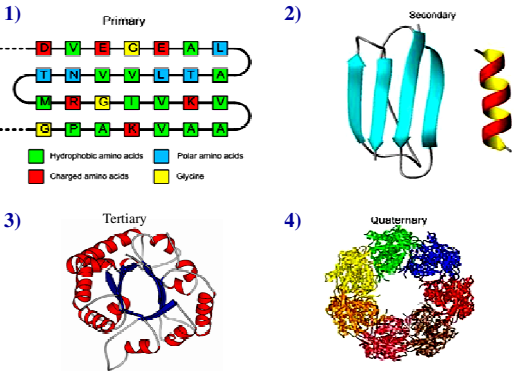 1)
Primary
D V E C E A L
T N V V L T A
M R G I V K V
G P A K V A A
Hydrophobic amino acids
Polar amino acids
Charged amino acids
Glycine
2)
Secondary
3)
Tertiary
4)
Quaternary